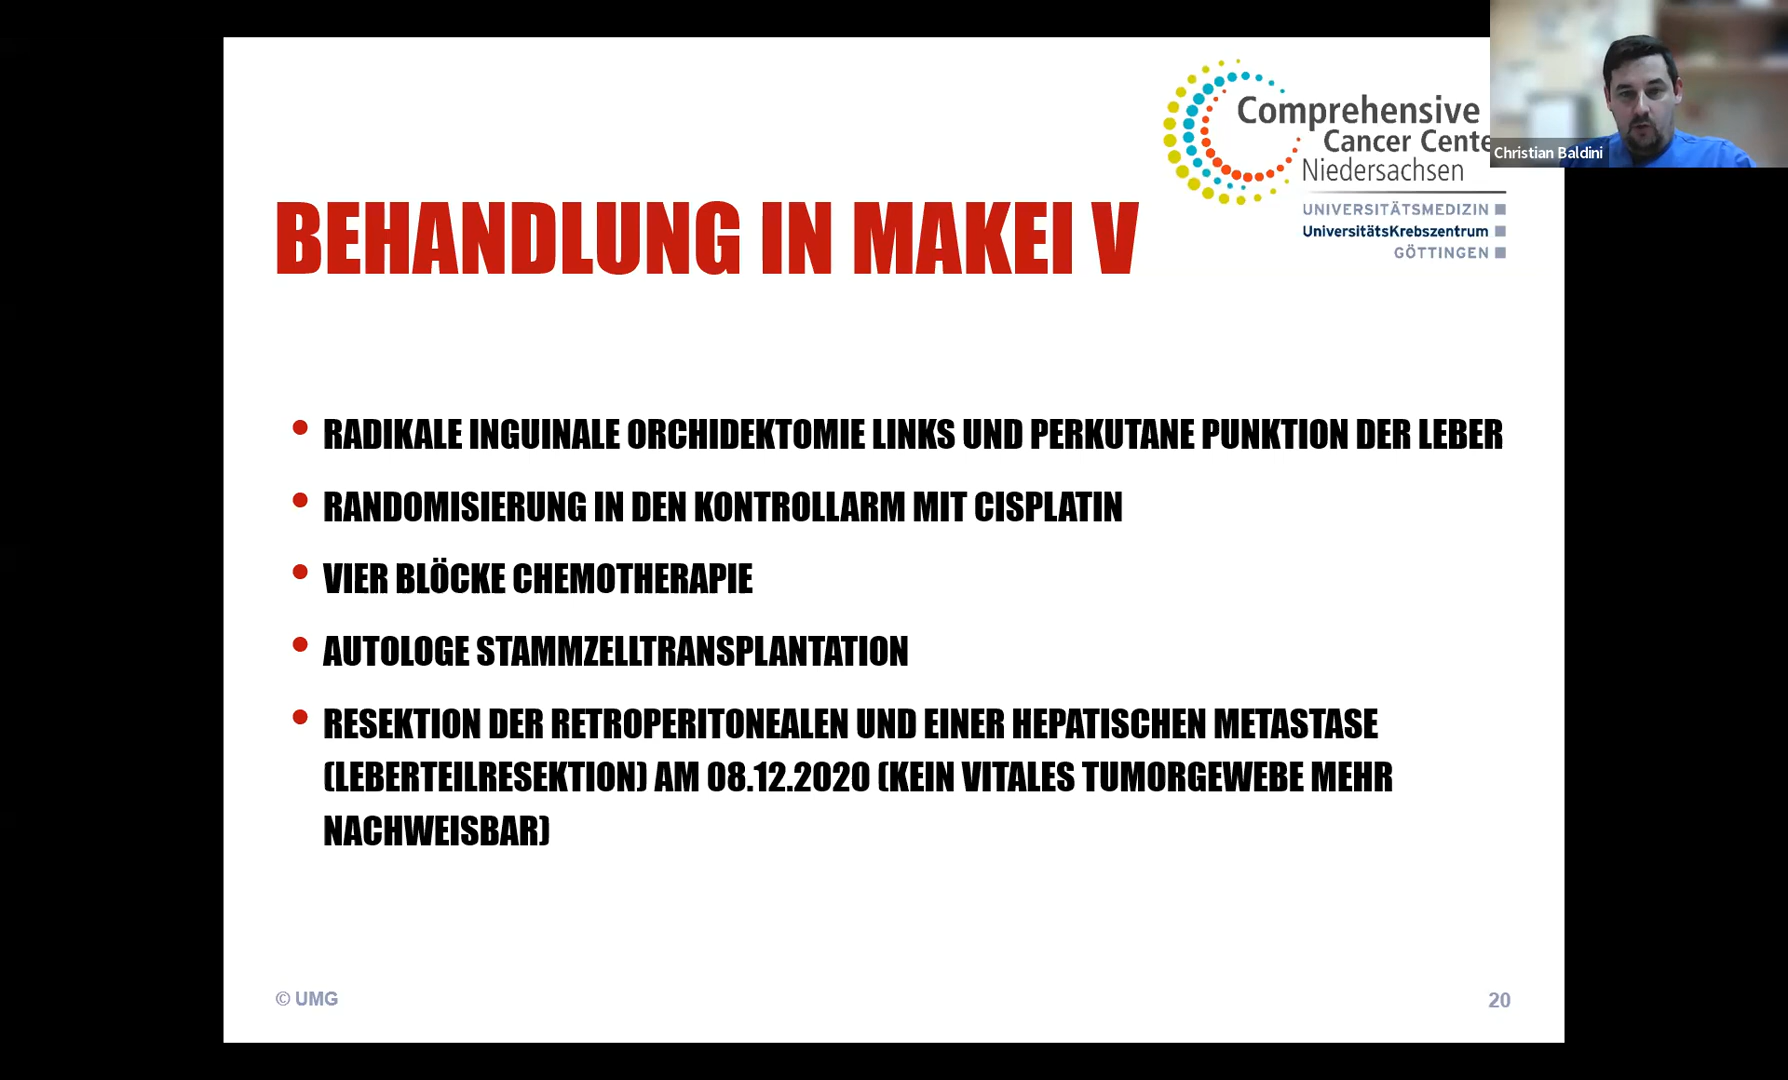 Comprehensive
Cancer Cente
Niedersachsen
Christian Baldini
UNIVERSITÄTSMEDIZIN
UniversitätsKrebszentrum
GÖTTINGEN
BEHANDLUNG IN MAKEI V
• RADIKALE INGUINALE ORCHIDEKTOMIE LINKS UND PERKUTANE PUNKTION DER LEBER
• RANDOMISIERUNG IN DEN KONTROLLARM MIT CISPLATIN
• VIER BLÖCKE CHEMOTHERAPIE
• AUTOLOGE STAMMZELLTRANSPLANTATION
• RESEKTION DER RETROPERITONEALEN UND EINER HEPATISCHEN METASTASE
(LEBERTEILRESEKTION) AM 08.12.2020 (KEIN VITALES TUMORGEWEBE MEHR
NACHWEISBAR)
© UMG
20